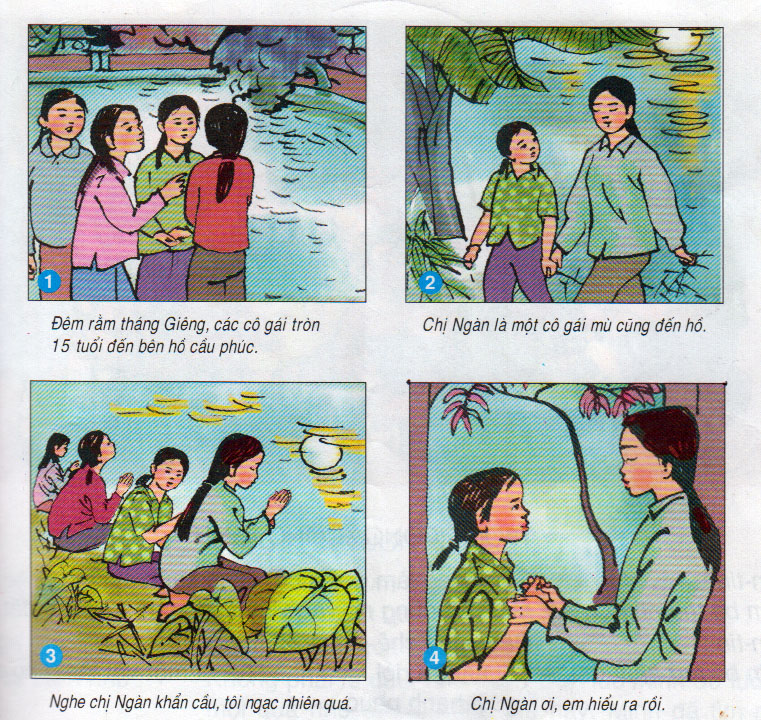 1
Đêm rằm tháng Giêng, các cô gái tròn
15 tuổi đến bên hồ cầu phúc.
2
Chị Ngàn là một cô gái mù cũng đến hồ.
3
Nghe chị Ngàn khẩn cầu, tôi ngạc nhiên quá.
4
Chị Ngàn ơi, em hiểu ra rồi.